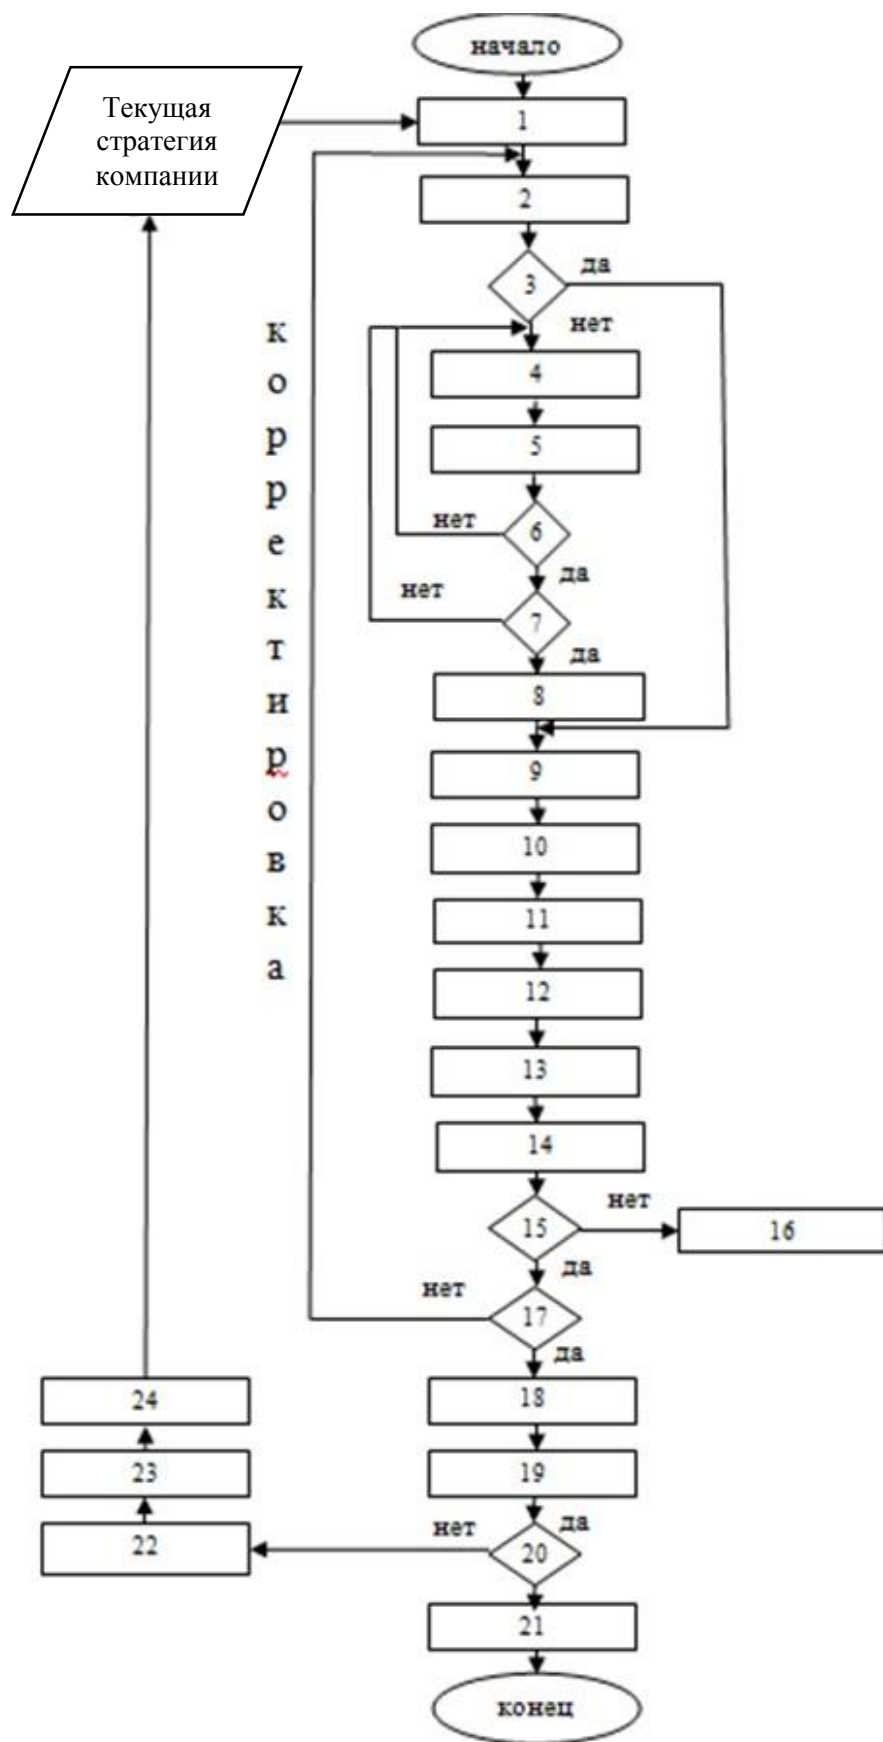 начало
Текущая
стратегия
компании
1
2
3
да
нет
4
5
6
нет
да
7
нет
да
8
9
10
11
12
13
14
15
нет
16
да
17
нет
да
18
19
20
нет
да
21
22
23
24
конец
к
о
р
р
е
к
т
и
р
о
в
к
а